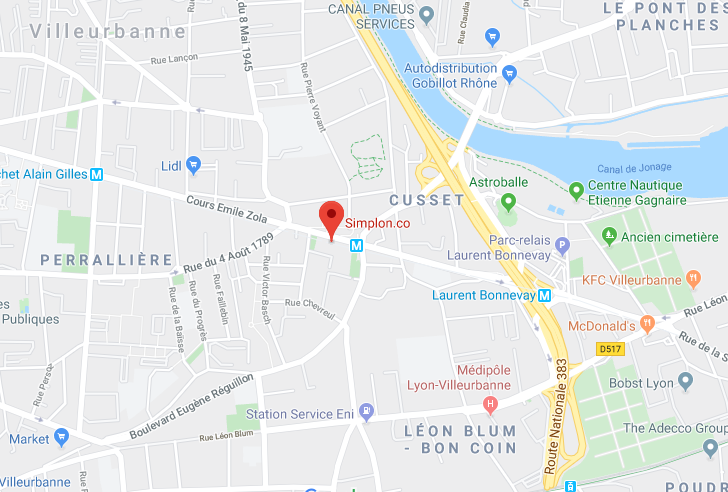 CANAL PNEUS
SERVICES
Rue Claudia
LE PONT DES
PLANCHES
Villeurbanne
du 8 Mai 1945
Rue Lançon
Rue Pierre Voyant
Autodistribution
Gobillot Rhône
Lidl
chet Alain Gilles M
Canal de Jonage
Astroballe
Centre Nautique
Etienne Gagnaire
CUSSET
Cours Emile Zola
Simplon.co
M
Ancien cimetière
Rue du 4 Août 1789
Parc-relais P
Laurent Bonnevay
PERRALLIÈRE
KFC Villeurbanne
Rue de la Baïsse
Rue du Progrès
Rue Faillebin
Rue Victor Basch
Rue Chevreul
Laurent Bonnevay M
Rue Léon
s
Publiques
McDonald's
Rue de la S
D517
Rue Persoz
Médipôle
Lyon-Villeurbanne
H
Route Nationale 383
Bobst Lyon
Boulevard Eugène Réguillon
Station Service Eni
Market
Rue Léon Blum
LÉON BLUM
- BON COIN
The Adecco Group
Villeurbanne
POUDR